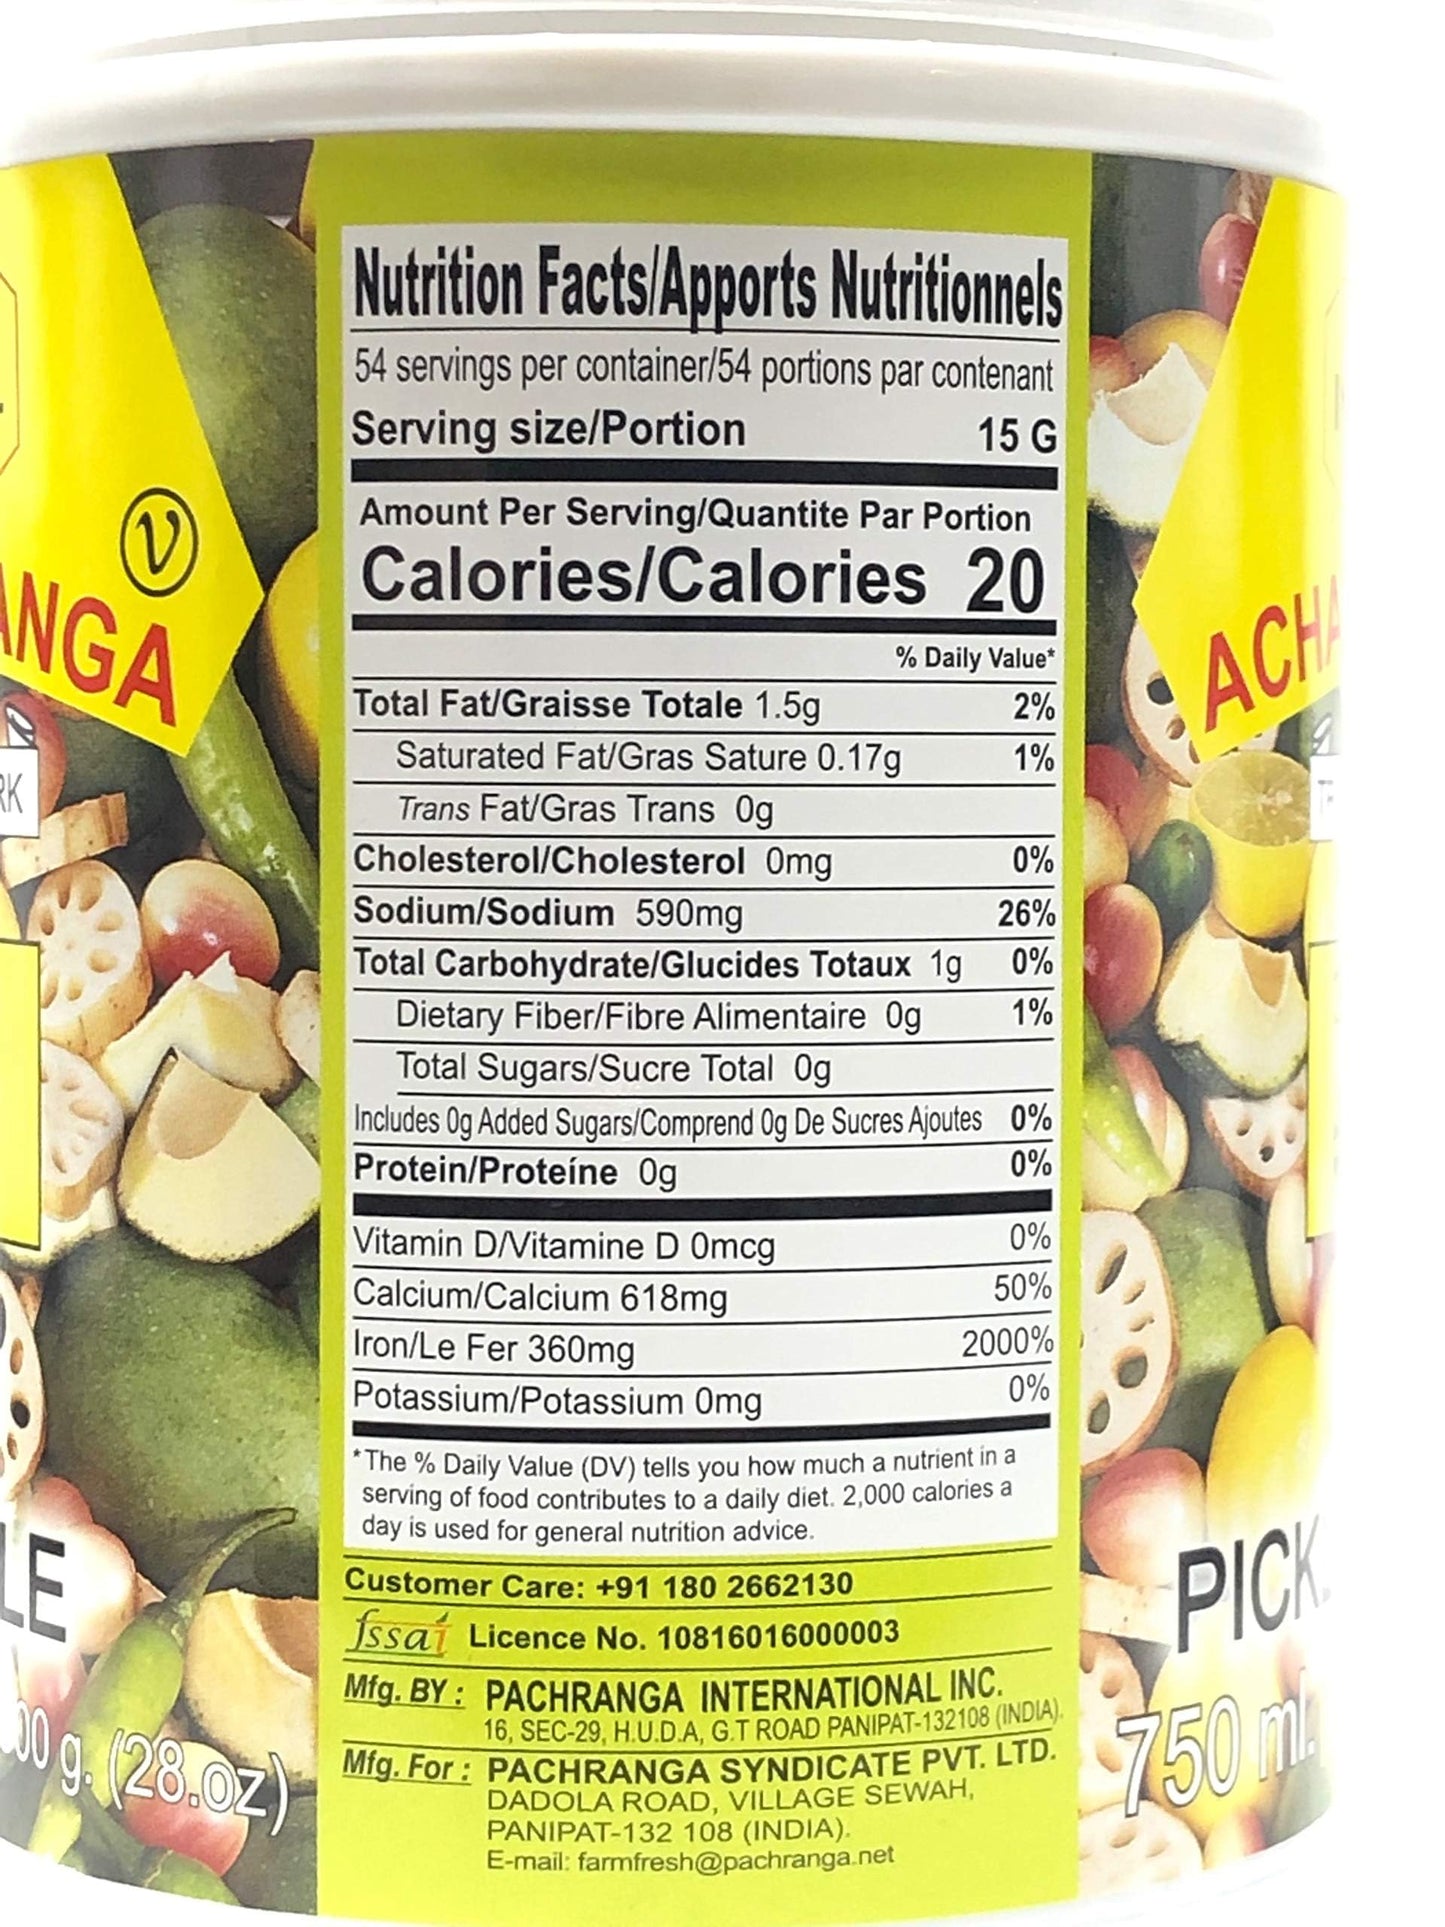 Nutrition Facts/Apports Nutritionnels
54 servings per container/54 portions par contenant
Serving size/Portion 15 G
Amount Per Serving/Quantite Par Portion
Calories/Calories 20
% Daily Value*
Total Fat/Graisse Totale 1.5g 2%
Saturated Fat/Gras Sature 0.17g 1%
Trans Fat/Gras Trans 0g
Cholesterol/Cholesterol 0mg 0%
Sodium/Sodium 590mg 26%
Total Carbohydrate/Glucides Totaux 1g 0%
Dietary Fiber/Fibre Alimentaire 0g 1%
Total Sugars/Sucre Total 0g
Includes 0g Added Sugars/Comprend 0g De Sucres Ajoutes 0%
Protein/Proteíne 0g 0%
Vitamin D/Vitamine D 0mcg 0%
Calcium/Calcium 618mg 50%
Iron/Le Fer 360mg 2000%
Potassium/Potassium 0mg 0%
*The % Daily Value (DV) tells you how much a nutrient in a
serving of food contributes to a daily diet. 2,000 calories a
day is used for general nutrition advice.
Customer Care: +91 180 2662130
fssai Licence No. 10816016000003
Mfg. BY : PACHRANGA INTERNATIONAL INC.
16, SEC-29, H.U.D.A, G.T ROAD PANIPAT-132108 (INDIA).
Mfg. For : PACHRANGA SYNDICATE PVT. LTD.
DADOLA ROAD, VILLAGE SEWAH,
PANIPAT-132 108 (INDIA).
E-mail: farmfresh@pachranga.net
V
ANGA
RK
LE
00 g. (28.oz)
ACHA
PICK
750 ml.